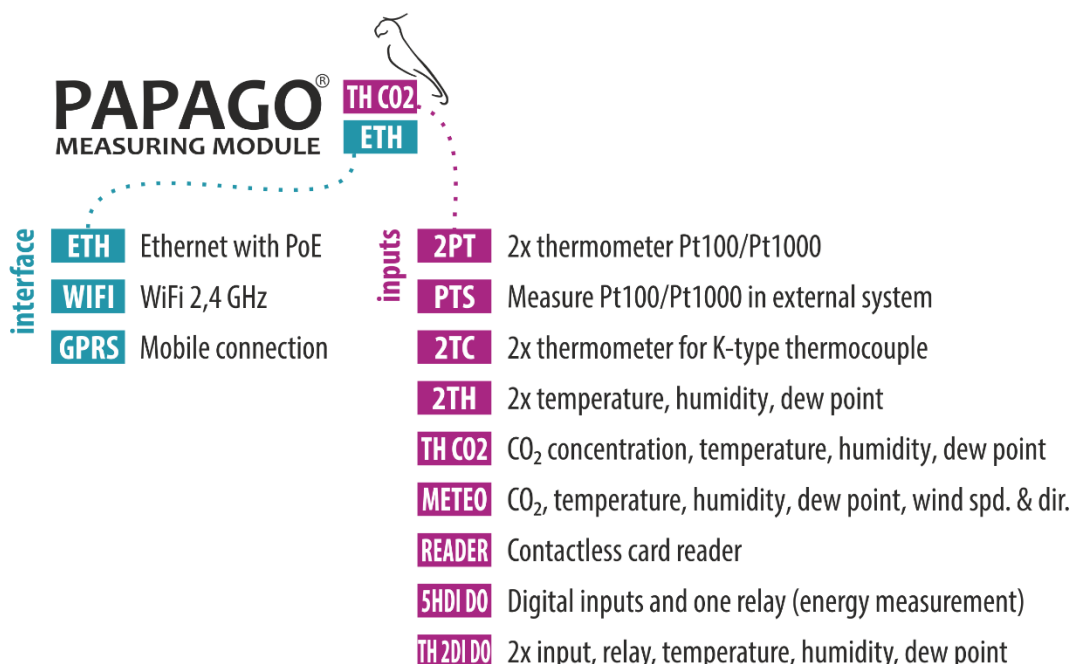 PAPAGO®
MEASURING MODULE
TH CO2
ETH
interface
ETH Ethernet with PoE
WIFI WiFi 2,4 GHz
GPRS Mobile connection
inputs
2PT 2x thermometer Pt100/Pt1000
PTS Measure Pt100/Pt1000 in external system
2TC 2x thermometer for K-type thermocouple
2TH 2x temperature, humidity, dew point
TH CO2 CO₂ concentration, temperature, humidity, dew point
METEO CO₂, temperature, humidity, dew point, wind spd. & dir.
READER Contactless card reader
5HDI DO Digital inputs and one relay (energy measurement)
TH 2DI DO 2x input, relay, temperature, humidity, dew point